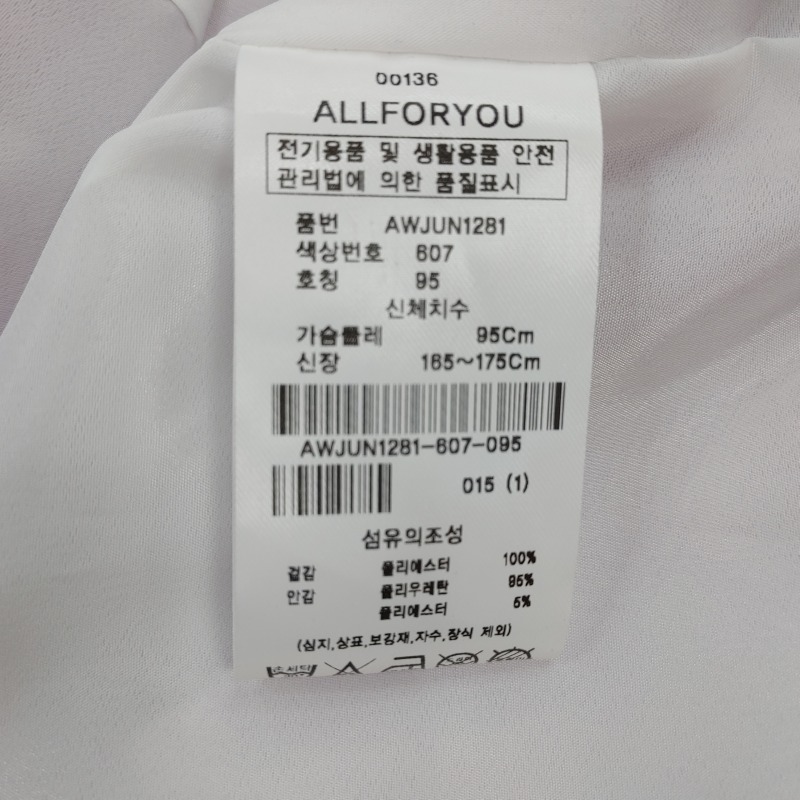 00136
ALLFORYOU
전기용품 및 생활용품 안전
관리법에 의한 품질표시
품번 AWJUN1281
색상번호 607
호칭 95
신체치수
가슴둘레 95Cm
신장 165~175Cm
AWJUN1281-607-095
015 (1)
섬유의조성
겉감 폴리에스터 100%
안감 폴리우레탄 95%
폴리에스터 5%
(심지,상표,보강재,자수,장식 제외)
손세탁